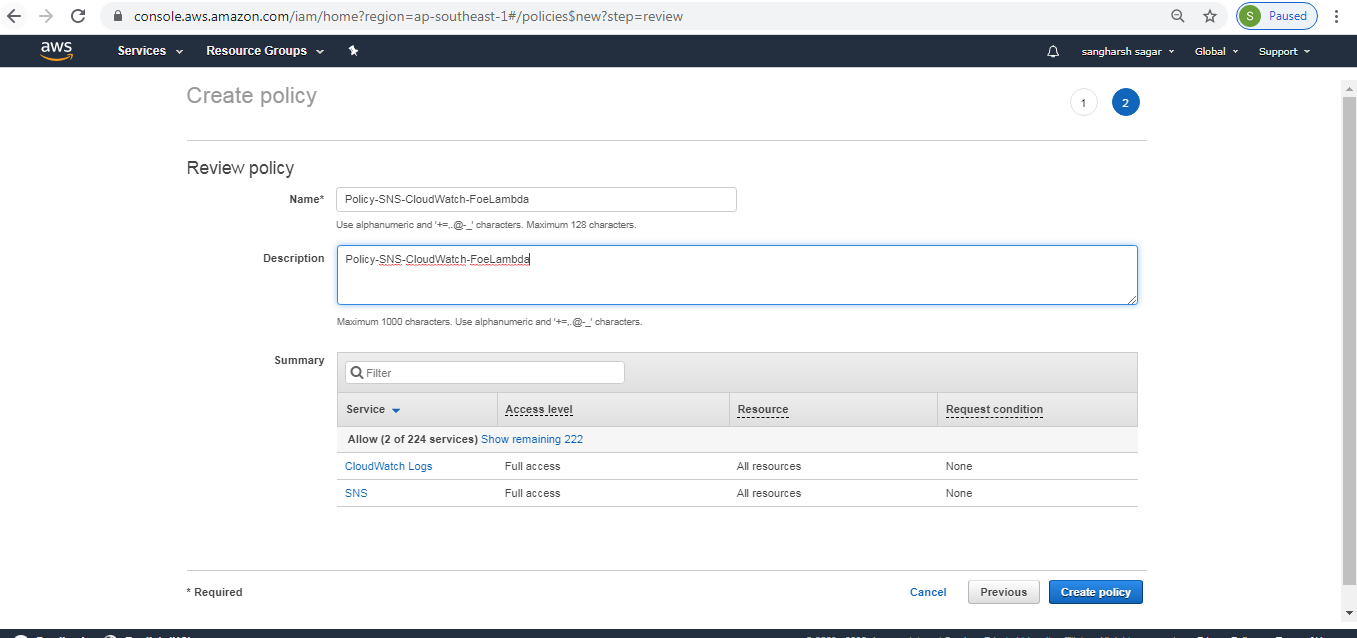 console.aws.amazon.com/iam/home?region=ap-southeast-1#/policies$new?step=review
S Paused
aws Services Resource Groups sangharsh sagar Global Support
Create policy
1 2
Review policy
Name* Policy-SNS-CloudWatch-FoeLambda
Use alphanumeric and '+=,.@-_' characters. Maximum 128 characters.
Description Policy-SNS-CloudWatch-FoeLambda
Maximum 1000 characters. Use alphanumeric and '+=,.@-_' characters.
Summary
Filter
Service Access level Resource Request condition
Allow (2 of 224 services) Show remaining 222
CloudWatch Logs Full access All resources None
SNS Full access All resources None
* Required
Cancel Previous Create policy